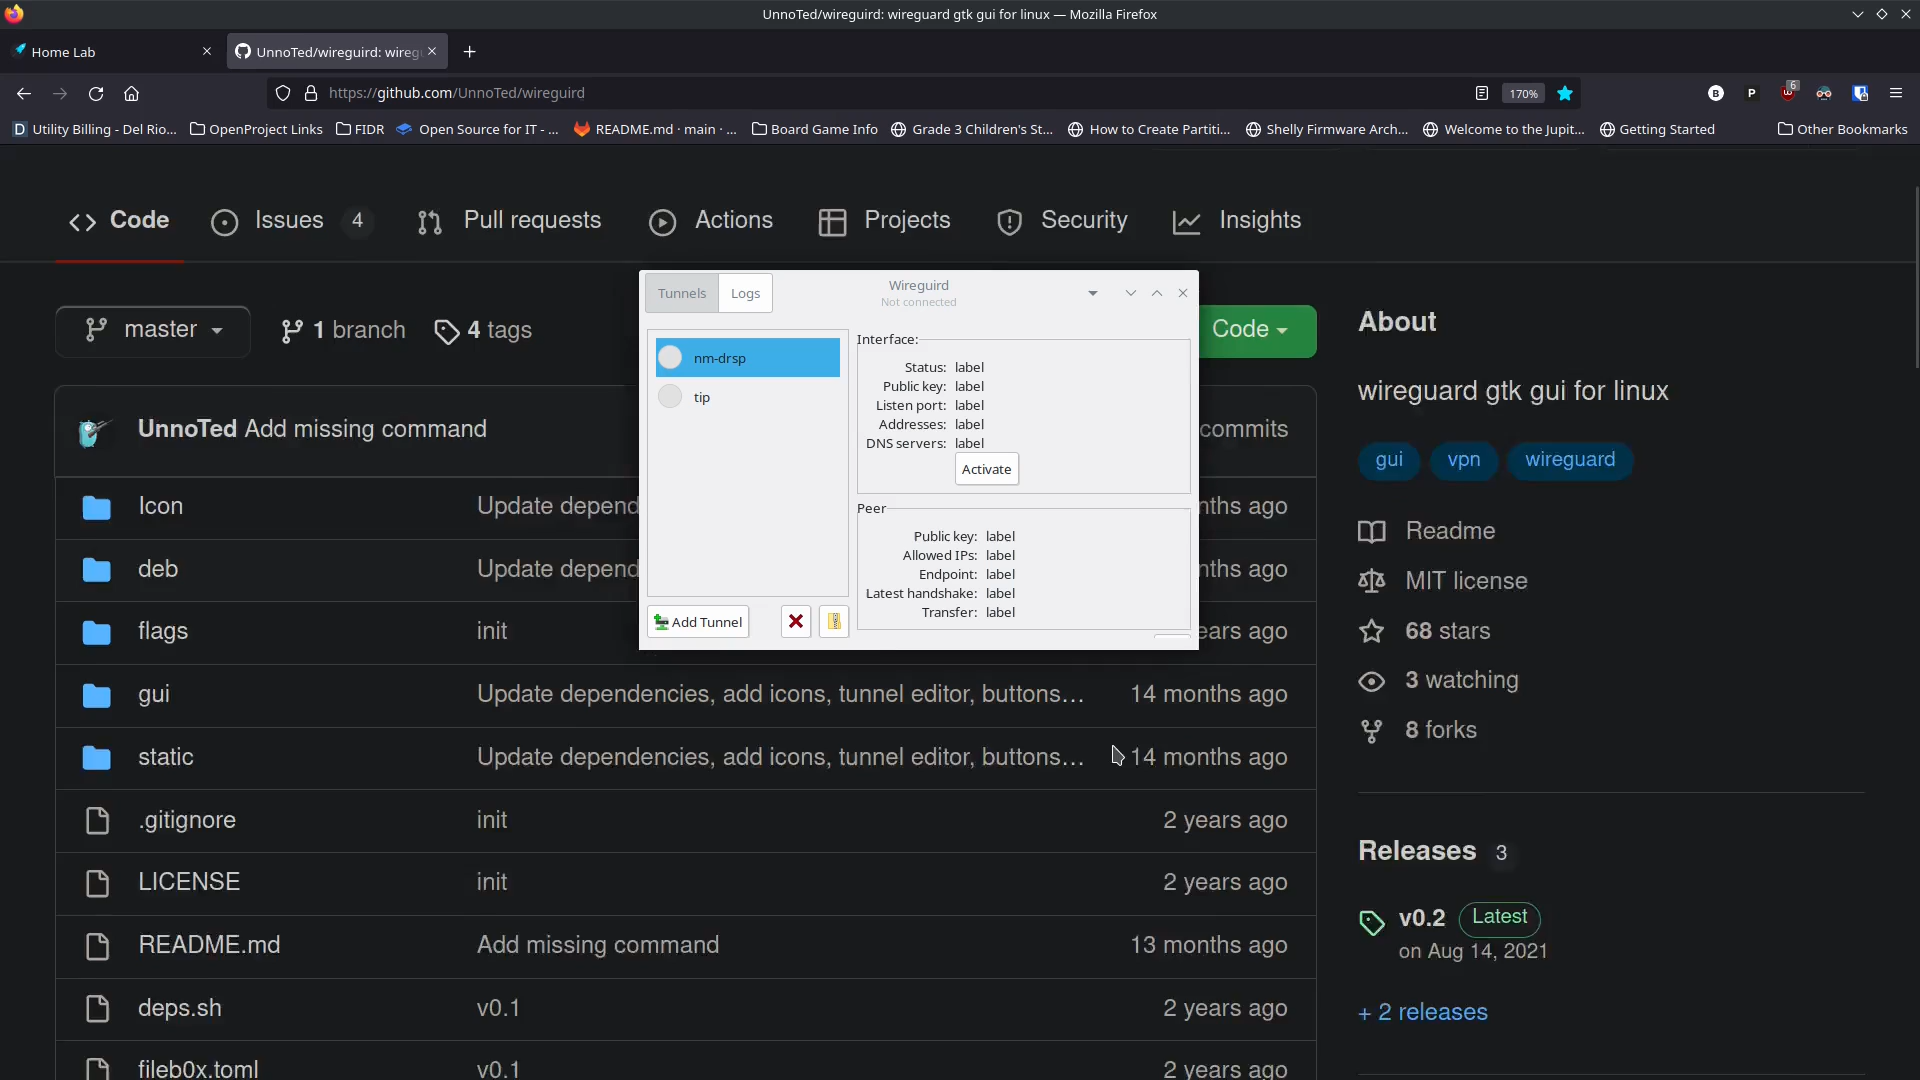 UnnoTed/wireguird: wireguard gtk gui for linux — Mozilla Firefox
Home Lab
UnnoTed/wireguird: wireg
https://github.com/UnnoTed/wireguird
170%
B
P
6
D Utility Billing - Del Rio...
OpenProject Links
FIDR
Open Source for IT - ...
README.md · main · ...
Board Game Info
Grade 3 Children's St...
How to Create Partiti...
Shelly Firmware Arch...
Welcome to the Jupit...
Getting Started
Other Bookmarks
Code
Issues 4
Pull requests
Actions
Projects
Security
Insights
master
1 branch
4 tags
Code
UnnoTed Add missing command
commits
Icon
Update depend
nths ago
deb
Update depend
nths ago
flags
init
ears ago
gui
Update dependencies, add icons, tunnel editor, buttons...
14 months ago
static
Update dependencies, add icons, tunnel editor, buttons...
14 months ago
.gitignore
init
2 years ago
LICENSE
init
2 years ago
README.md
Add missing command
13 months ago
deps.sh
v0.1
2 years ago
fileb0x.toml
v0.1
2 years ago
Tunnels
Logs
Wireguird
Not connected
nm-drsp
tip
Add Tunnel
Interface:
Status: label
Public key: label
Listen port: label
Addresses: label
DNS servers: label
Activate
Peer
Public key: label
Allowed IPs: label
Endpoint: label
Latest handshake: label
Transfer: label
About
wireguard gtk gui for linux
gui
vpn
wireguard
Readme
MIT license
68 stars
3 watching
8 forks
Releases 3
v0.2 Latest
on Aug 14, 2021
+ 2 releases